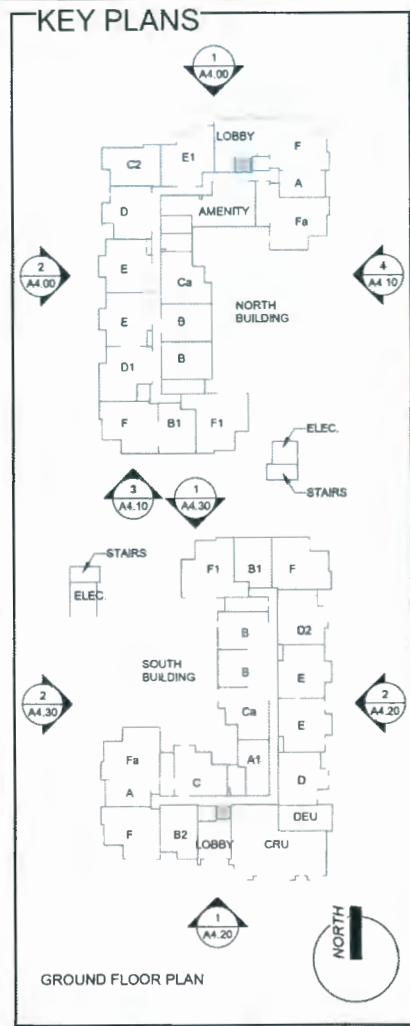 KEY PLANS
1
A4.00
LOBBY
F
E1
C2
A
D
AMENITY
Fa
2
A4.00
4
A4.10
E
Ca
NORTH
BUILDING
E
B
B
D1
F
B1
F1
ELEC.
STAIRS
3
A4.10
1
A4.30
STAIRS
ELEC.
F1
B1
F
B
D2
B
E
SOUTH
BUILDING
2
A4.30
Ca
E
2
A4.20
Fa
A1
C
D
A
DEU
F
B2
LOBBY
CRU
1
A4.20
NORTH
GROUND FLOOR PLAN